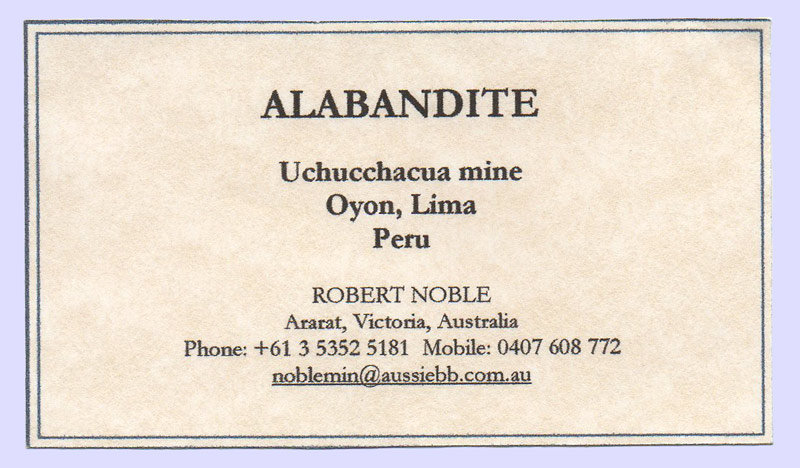 ALABANDITE
Uchucchacua mine
Oyon, Lima
Peru
ROBERT NOBLE
Ararat, Victoria, Australia
Phone: +61 3 5352 5181  Mobile: 0407 608 772
noblemin@aussiebb.com.au